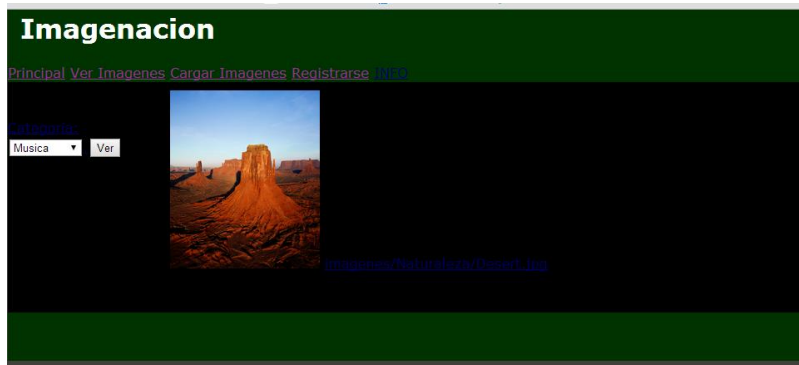 Imagenacion
Principal Ver Imagenes Cargar Imagenes Registrarse INFO
Categoria:
Musica Ver
imagenes/Naturaleza/Desert.jpg